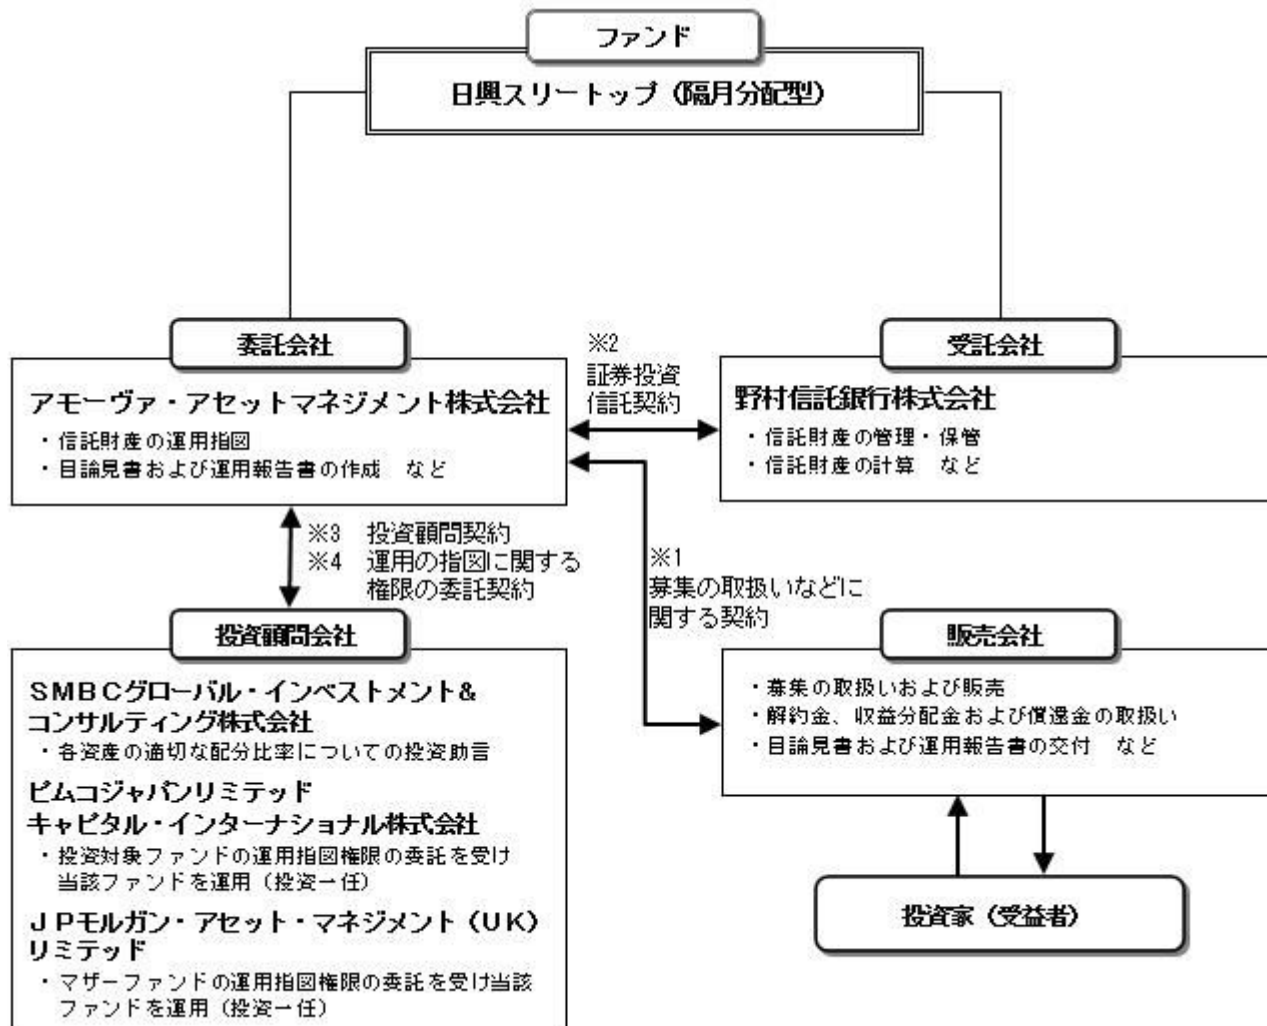 ファンド
日興スリートップ（隔月分配型）
委託会社
アモーヴァ・アセットマネジメント株式会社
・信託財産の運用指図
・目論見書および運用報告書の作成　など
※2
証券投資
信託契約
受託会社
野村信託銀行株式会社
・信託財産の管理・保管
・信託財産の計算　など
※3　投資顧問契約
※4　運用の指図に関する
権限の委託契約
※1
募集の取扱いなどに
関する契約
投資顧問会社
ＳＭＢＣグローバル・インベストメント＆
コンサルティング株式会社
・各資産の適切な配分比率についての投資助言
ピムコジャパンリミテッド
キャピタル・インターナショナル株式会社
・投資対象ファンドの運用指図権限の委託を受け
当該ファンドを運用（投資一任）
ＪＰモルガン・アセット・マネジメント（ＵＫ）
リミテッド
・マザーファンドの運用指図権限の委託を受け当該
ファンドを運用（投資一任）
販売会社
・募集の取扱いおよび販売
・解約金、収益分配金および償還金の取扱い
・目論見書および運用報告書の交付　など
投資家（受益者）